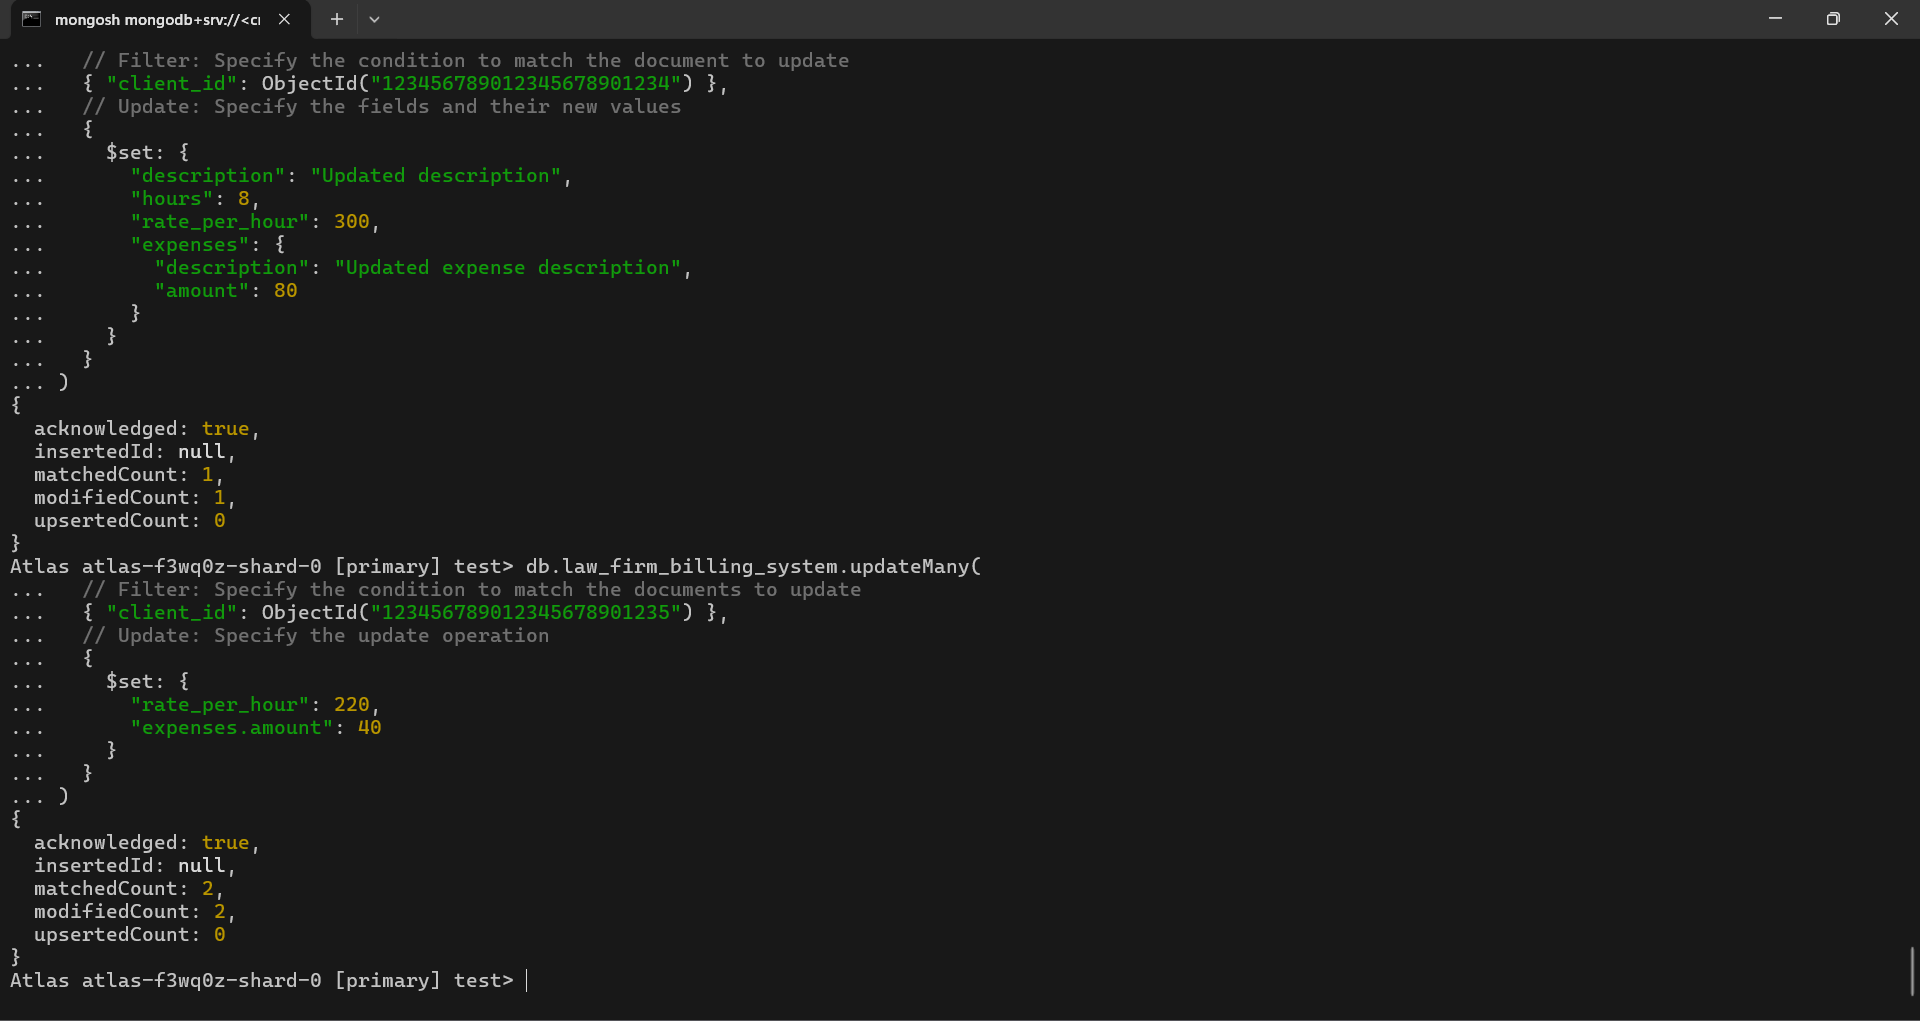 mongosh mongodb+srv://<cr
...   // Filter: Specify the condition to match the document to update
...   { "client_id": ObjectId("123456789012345678901234") },
...   // Update: Specify the fields and their new values
...   {
...     $set: {
...       "description": "Updated description",
...       "hours": 8,
...       "rate_per_hour": 300,
...       "expenses": {
...         "description": "Updated expense description",
...         "amount": 80
...       }
...     }
...   }
... )
{
  acknowledged: true,
  insertedId: null,
  matchedCount: 1,
  modifiedCount: 1,
  upsertedCount: 0
}
Atlas atlas-f3wq0z-shard-0 [primary] test> db.law_firm_billing_system.updateMany(
...   // Filter: Specify the condition to match the documents to update
...   { "client_id": ObjectId("123456789012345678901235") },
...   // Update: Specify the update operation
...   {
...     $set: {
...       "rate_per_hour": 220,
...       "expenses.amount": 40
...     }
...   }
... )
{
  acknowledged: true,
  insertedId: null,
  matchedCount: 2,
  modifiedCount: 2,
  upsertedCount: 0
}
Atlas atlas-f3wq0z-shard-0 [primary] test>